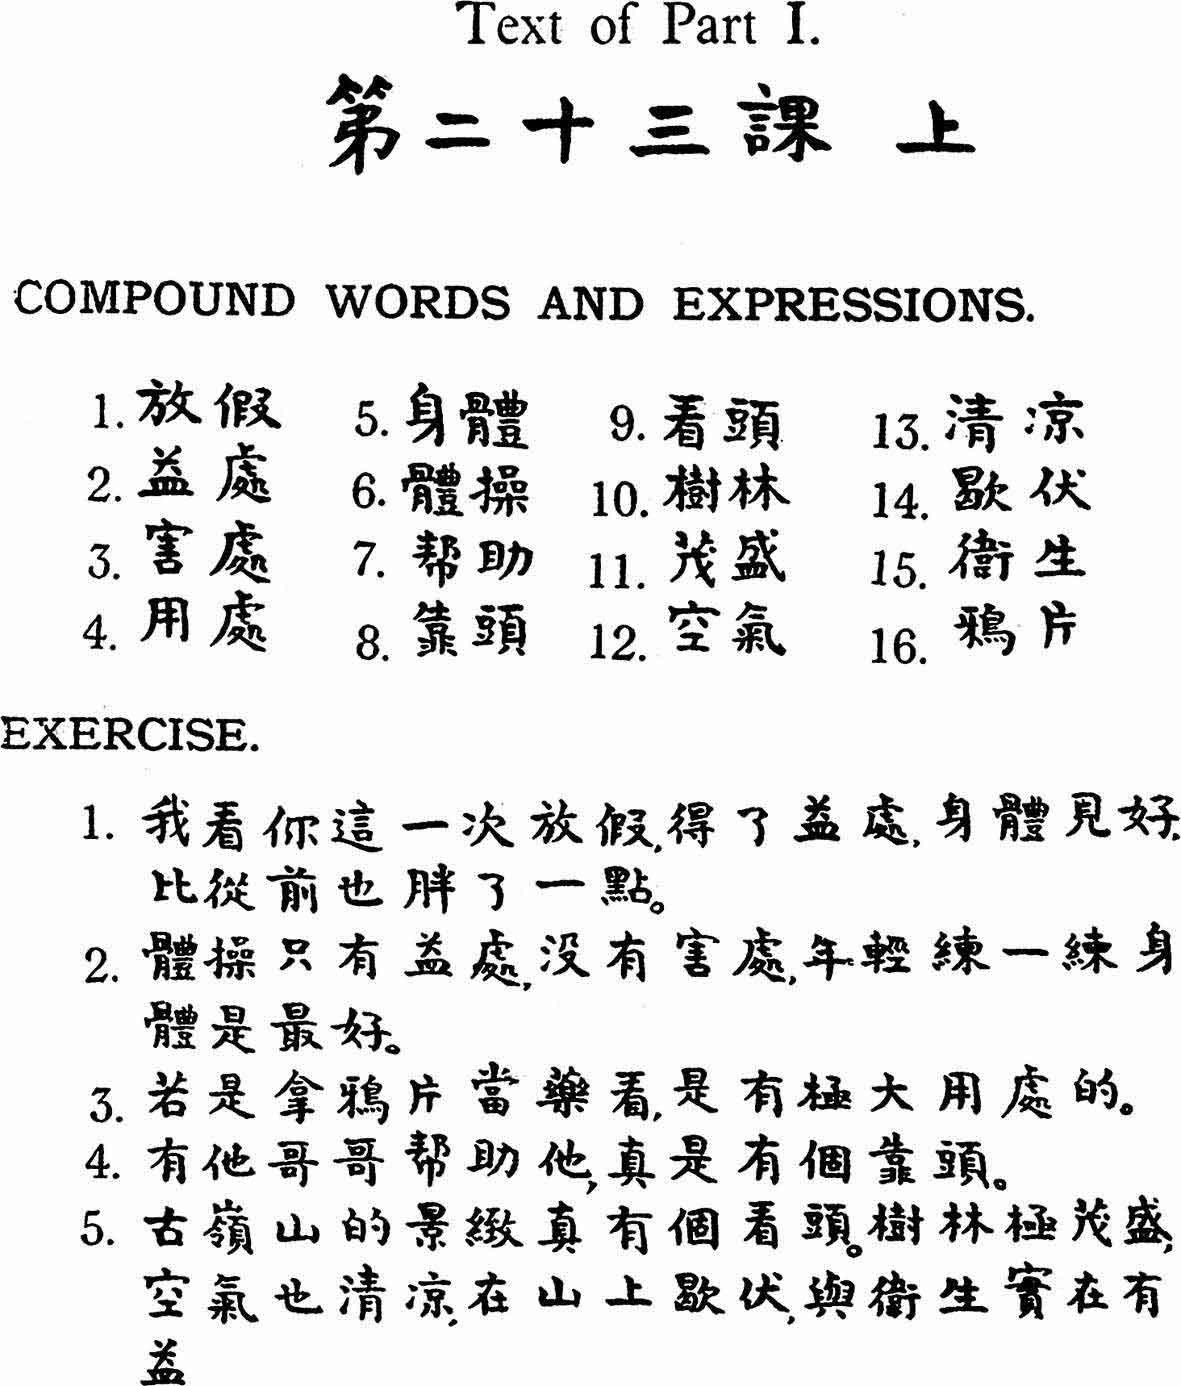 Text of Part I.
第二十三課 上
COMPOUND WORDS AND EXPRESSIONS.
1. 放假 5. 身體 9. 看頭 13. 清凉
2. 益處 6. 體操 10. 樹林 14. 歇伏
3. 害處 7. 帮助 11. 茂盛 15. 衛生
4. 用處 8. 靠頭 12. 空氣 16. 鴉片
EXERCISE.
1. 我看你這一次放假,得了益處,身體見好,
比從前也胖了一點。
2. 體操只有益處,没有害處,年輕練一練身
體是最好。
3. 若是拿鴉片當藥看,是有極大用處的。
4. 有他哥哥帮助他,真是有個靠頭。
5. 古嶺山的景緻真有個看頭。樹林極茂盛,
空氣也清凉,在山上歇伏,與衛生實在有
益